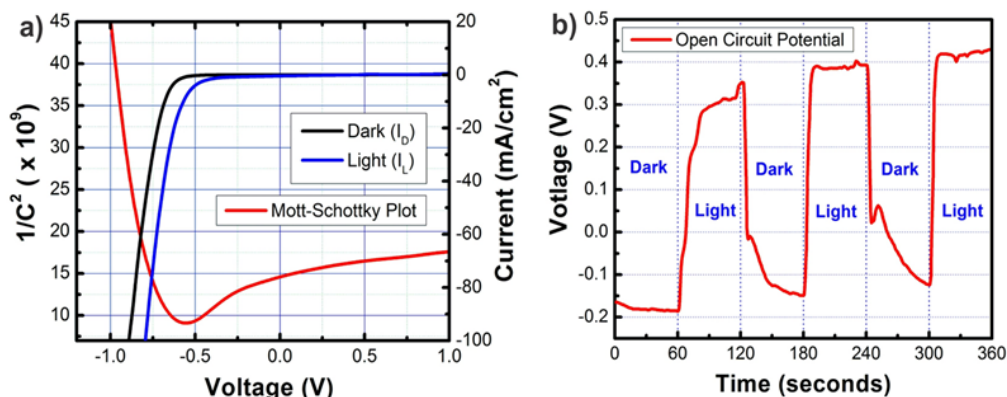 a)
1/C² ( x 10⁹)
45
40
35
30
25
20
15
10
-1.0
-0.5
0.0
0.5
1.0
Voltage (V)
20
0
-20
-40
-60
-80
-100
Current (mA/cm²)
Dark (I_D)
Light (I_L)
Mott-Schottky Plot
b)
Votlage (V)
0.5
0.4
0.3
0.2
0.1
0.0
-0.1
-0.2
Open Circuit Potential
Dark
Dark
Dark
Light
Light
Light
0
60
120
180
240
300
360
Time (seconds)